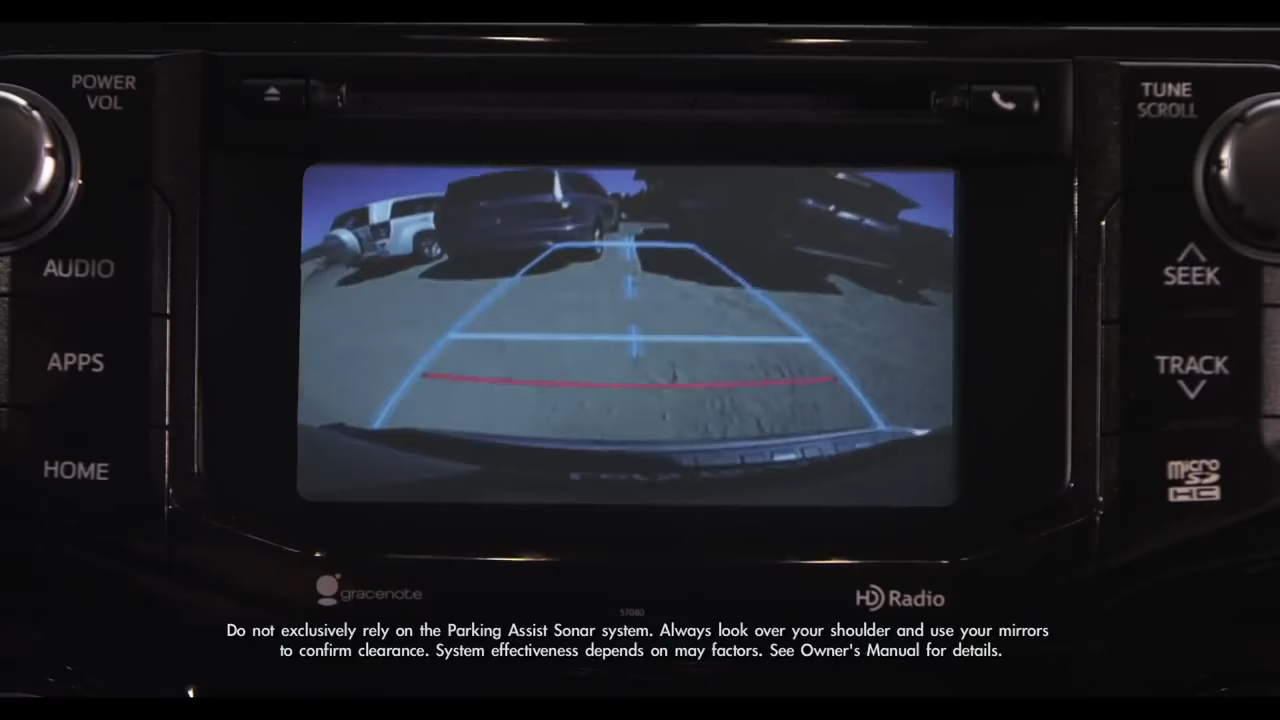 POWER
VOL
TUNE
SCROLL
AUDIO
SEEK
APPS
TRACK
HOME
micro
SD
HC
gracenote
HD Radio
57080
Do not exclusively rely on the Parking Assist Sonar system. Always look over your shoulder and use your mirrors
to confirm clearance. System effectiveness depends on may factors. See Owner's Manual for details.